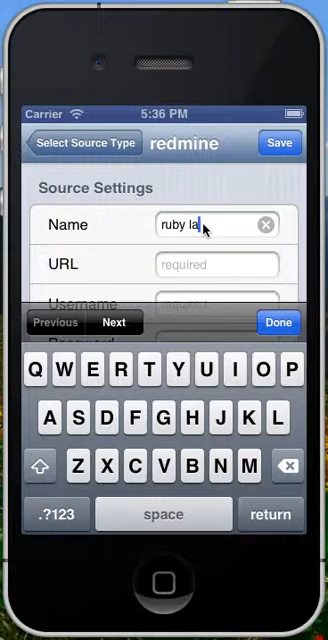 Carrier 5:36 PM
Select Source Type redmine Save
Source Settings
Name ruby la
URL required
Username
Previous Next Done
Q W E R T Y U I O P
A S D F G H J K L
Z X C V B N M
.?123 space return